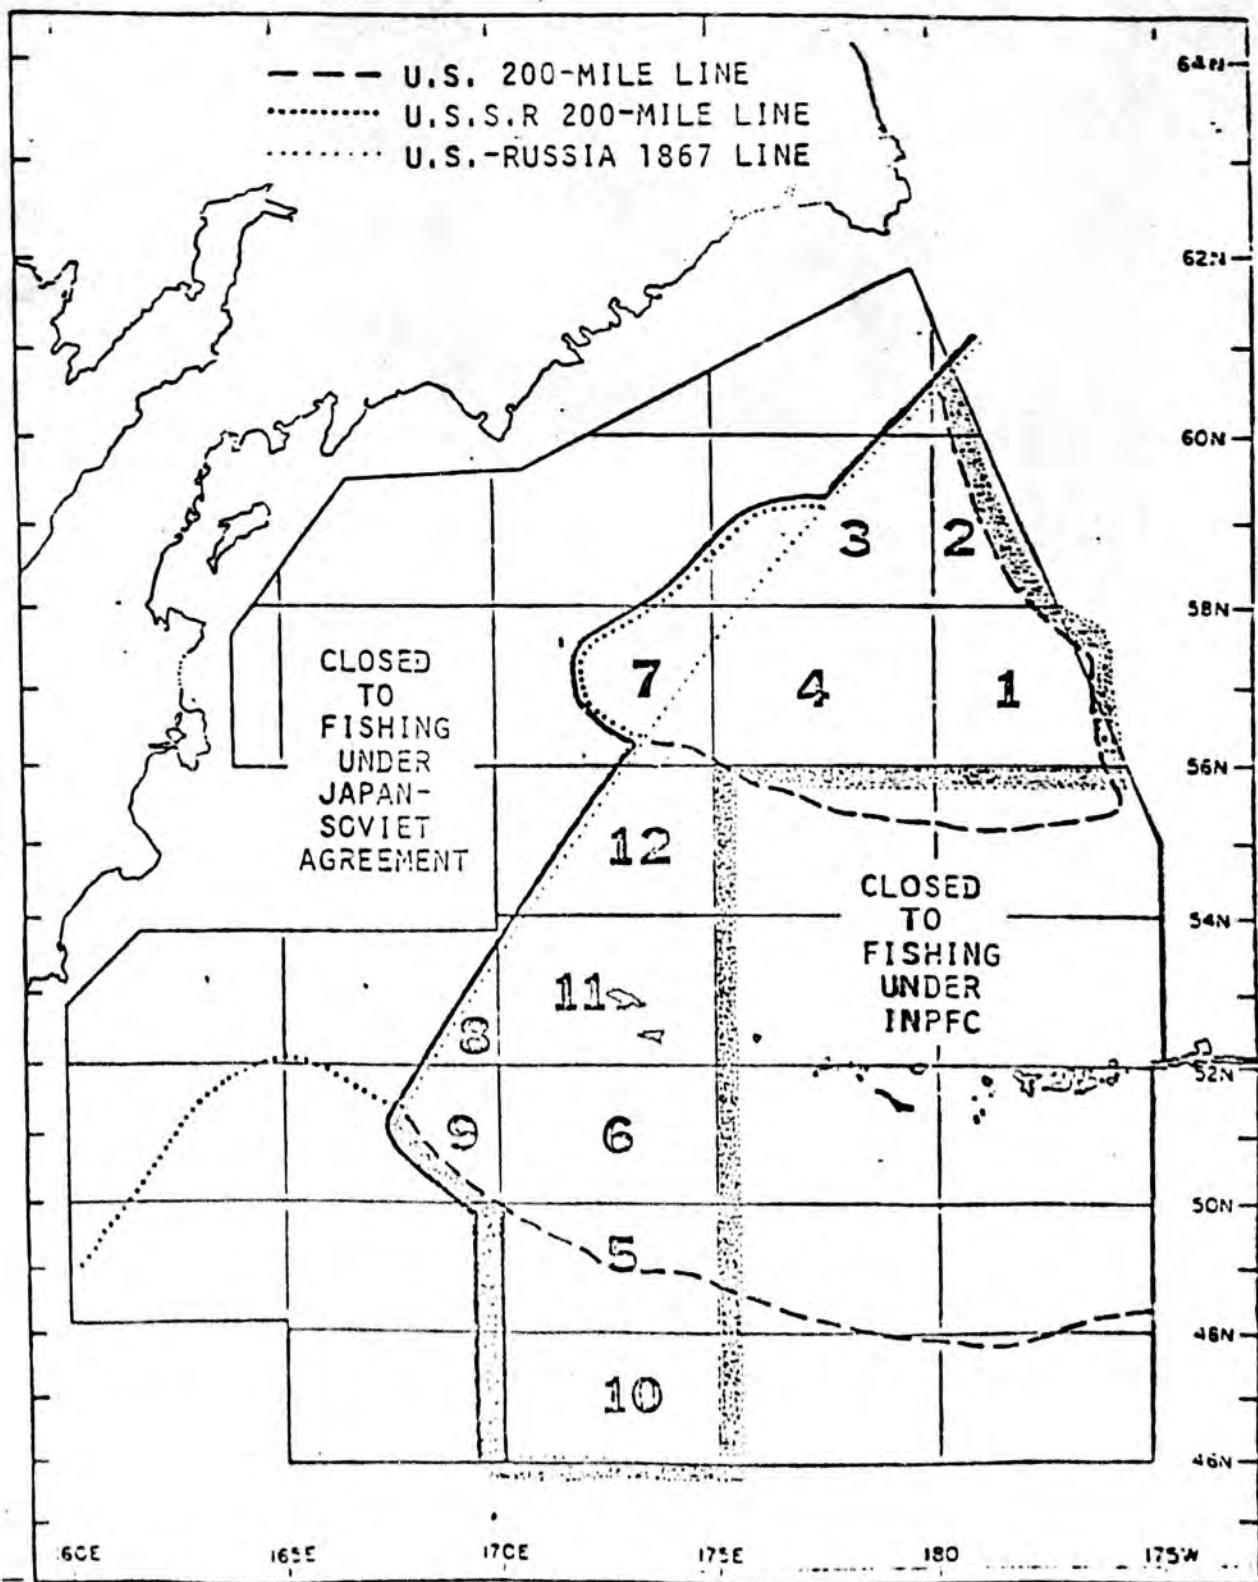 U.S. 200-MILE LINE
U.S.S.R 200-MILE LINE
U.S.-RUSSIA 1867 LINE
64N
62N
60N
3
2
58N
CLOSED
TO
FISHING
UNDER
JAPAN-
SOVIET
AGREEMENT
7
4
1
56N
12
CLOSED
TO
FISHING
UNDER
INPFC
54N
11
8
52N
9
6
50N
5
48N
10
46N
160E
165E
170E
175E
180
175W